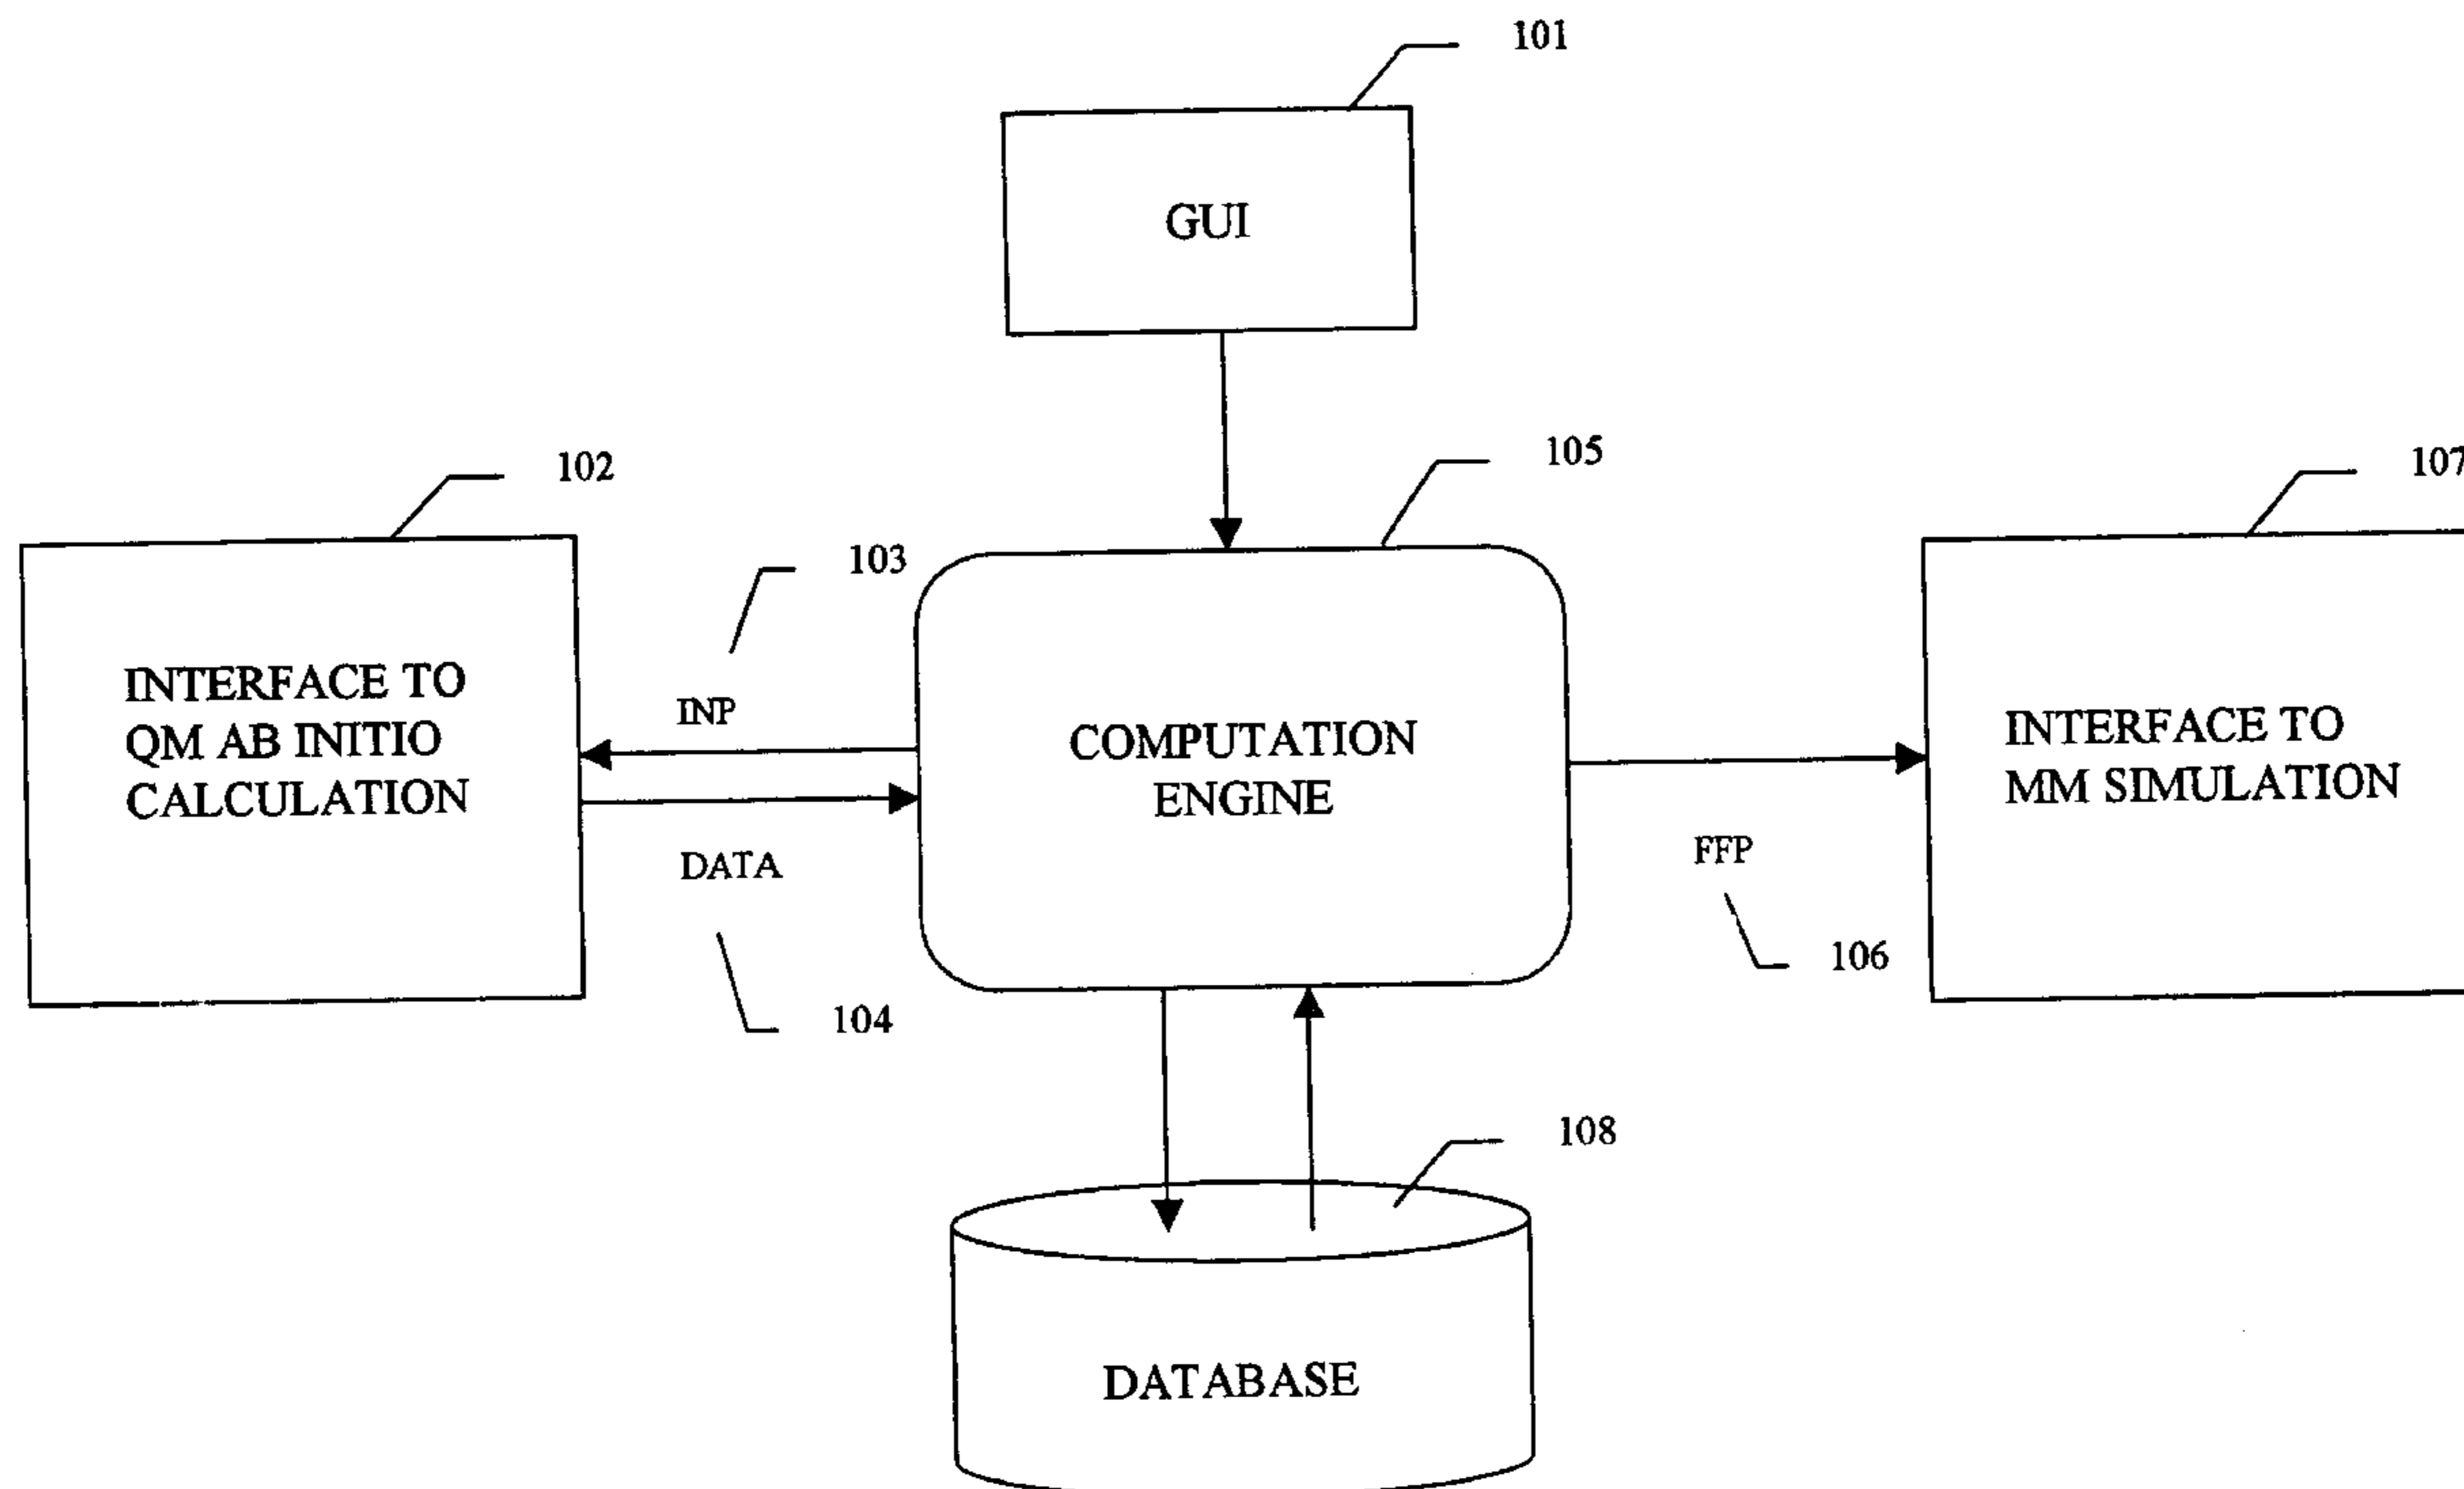 101
GUI
102
105
107
103
INTERFACE TO
QM AB INITIO
CALCULATION
INP
COMPUTATION
ENGINE
INTERFACE TO
MM SIMULATION
DATA
FFP
106
104
108
DATABASE